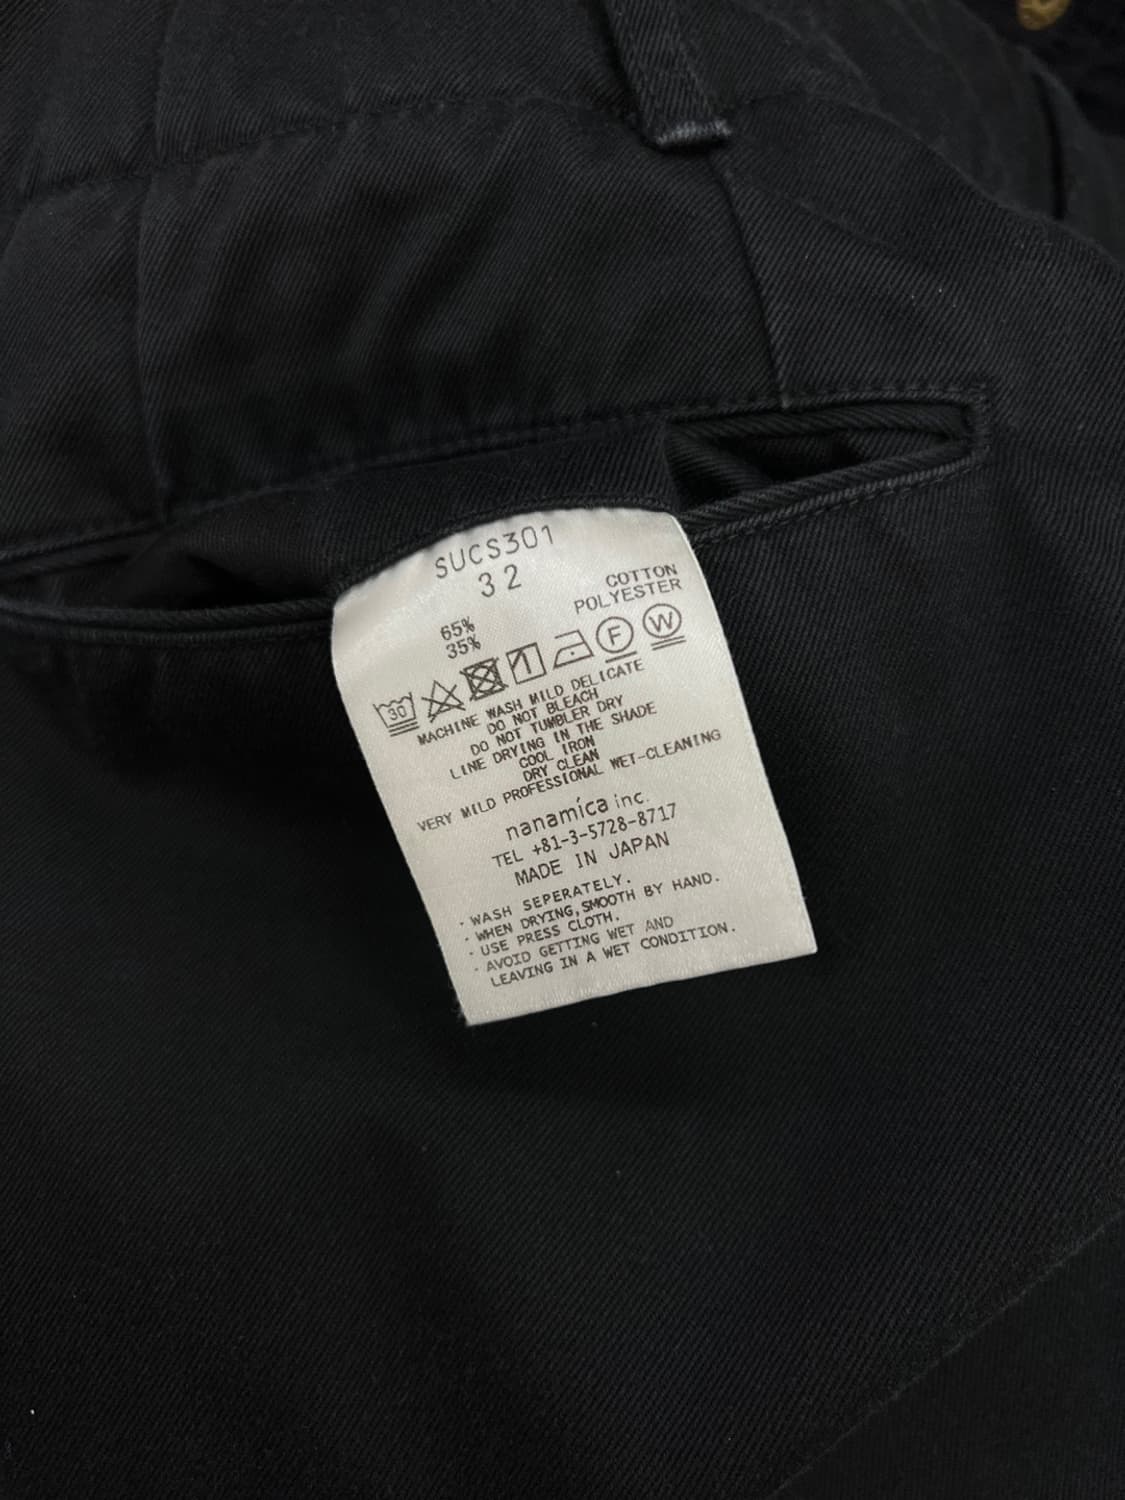 SUCS301
32
65% COTTON
35% POLYESTER
30 F W
MACHINE WASH MILD DELICATE
DO NOT BLEACH
DO NOT TUMBLER DRY
LINE DRYING IN THE SHADE
COOL IRON
DRY CLEAN
VERY MILD PROFESSIONAL WET-CLEANING
nanamíca inc.
TEL +81-3-5728-8717
MADE IN JAPAN
・WASH SEPERATELY.
・WHEN DRYING,SMOOTH BY HAND.
・USE PRESS CLOTH.
・AVOID GETTING WET AND
LEAVING IN A WET CONDITION.